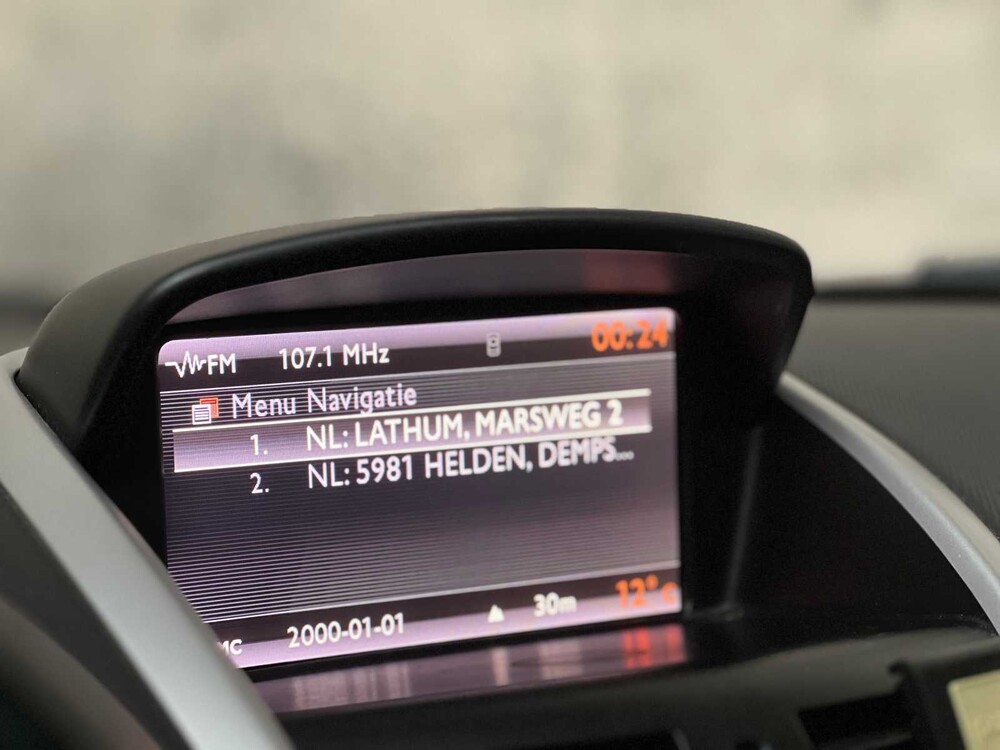 FM 107.1 MHz 00:24
Menu Navigatie
1. NL: LATHUM, MARSWEG 2
2. NL: 5981 HELDEN, DEMPS...
MC 2000-01-01 30m 12°C